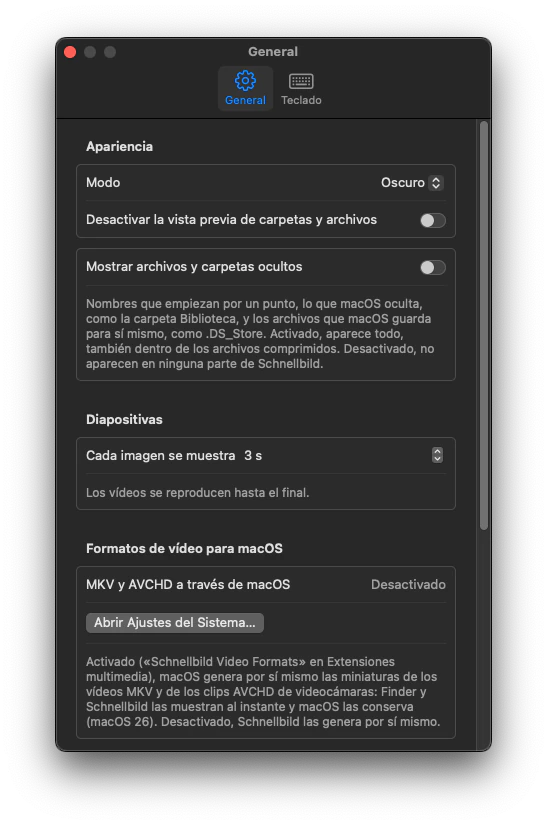 General
General
Teclado
Apariencia
Modo
Oscuro
Desactivar la vista previa de carpetas y archivos
Mostrar archivos y carpetas ocultos
Nombres que empiezan por un punto, lo que macOS oculta,
como la carpeta Biblioteca, y los archivos que macOS guarda
para sí mismo, como .DS_Store. Activado, aparece todo,
también dentro de los archivos comprimidos. Desactivado, no
aparecen en ninguna parte de Schnellbild.
Diapositivas
Cada imagen se muestra 3 s
Los vídeos se reproducen hasta el final.
Formatos de vídeo para macOS
MKV y AVCHD a través de macOS
Desactivado
Abrir Ajustes del Sistema...
Activado («Schnellbild Video Formats» en Extensiones
multimedia), macOS genera por sí mismo las miniaturas de los
vídeos MKV y de los clips AVCHD de videocámaras: Finder y
Schnellbild las muestran al instante y macOS las conserva
(macOS 26). Desactivado, Schnellbild las genera por sí mismo.